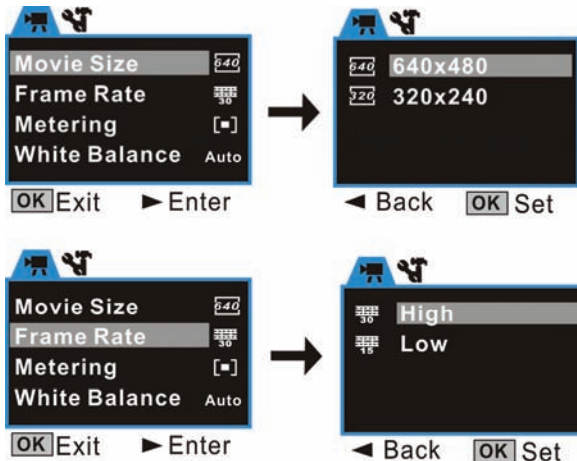 Movie Size 640
Frame Rate 30
Metering
White Balance Auto
OK Exit ► Enter
640 640x480
320 320x240
◄ Back OK Set
Movie Size 640
Frame Rate 30
Metering
White Balance Auto
OK Exit ► Enter
30 High
15 Low
◄ Back OK Set